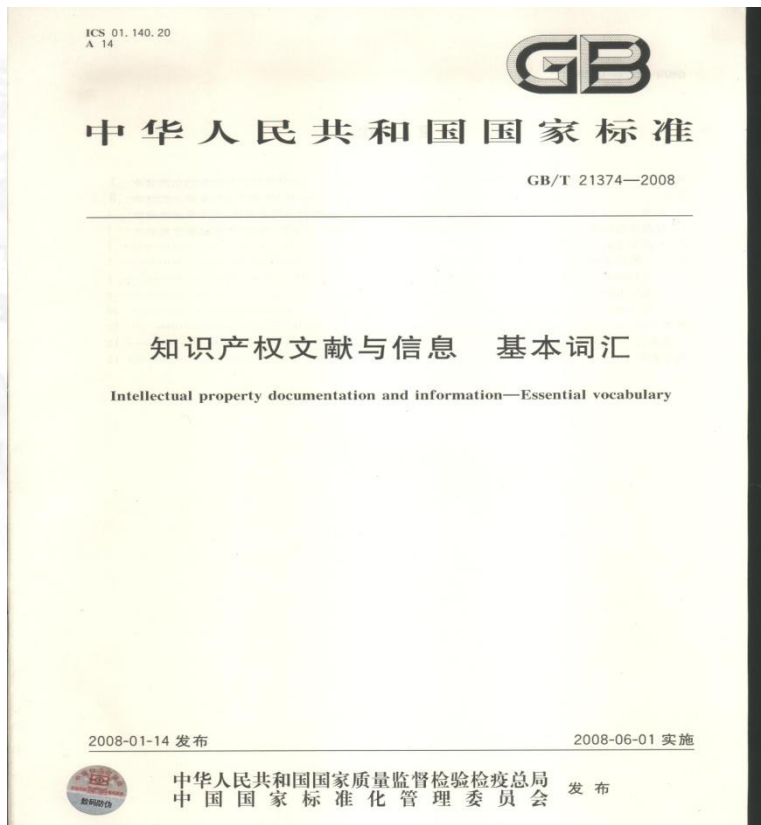 ICS 01.140.20
A 14
GB
中华人民共和国国家标准
GB/T 21374—2008
知识产权文献与信息 基本词汇
Intellectual property documentation and information—Essential vocabulary
2008-01-14 发布
2008-06-01 实施
中华人民共和国国家质量监督检验检疫总局
中国国家标准化管理委员会
发布
数码防伪